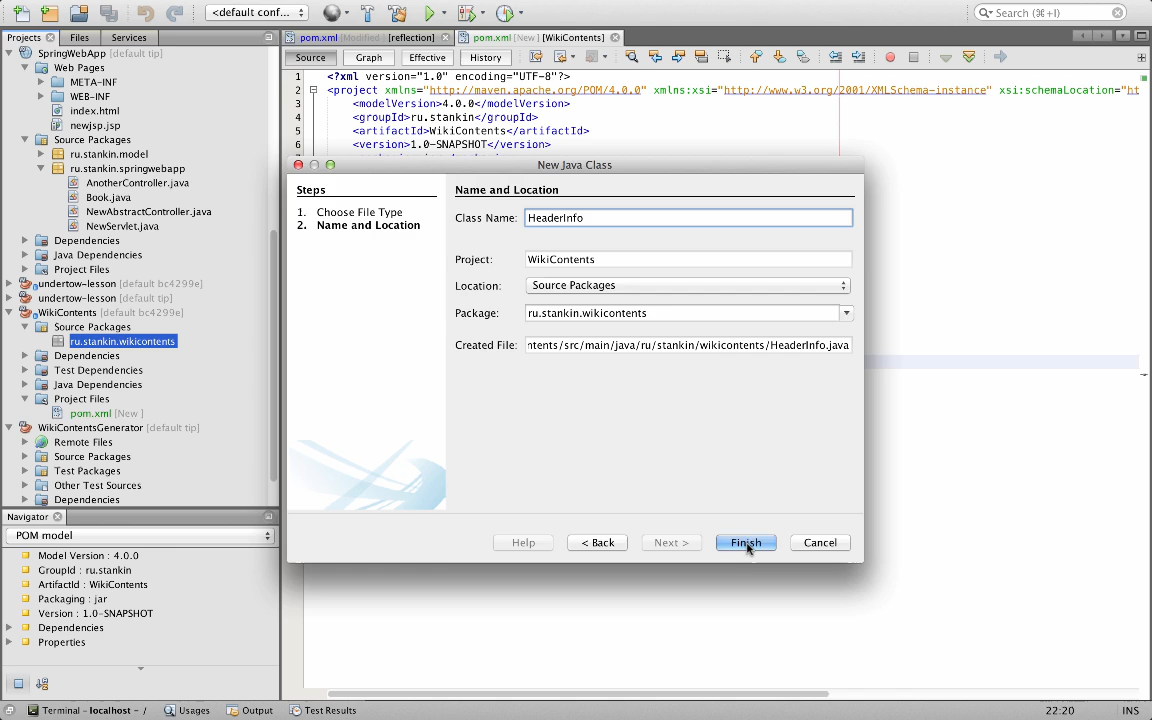 <default conf...
Search (⌘+I)
Projects
Files
Services
pom.xml [Modified] [reflection]
pom.xml [New] [WikiContents]
SpringWebApp [default tip]
Web Pages
META-INF
WEB-INF
index.html
newjsp.jsp
Source Packages
ru.stankin.model
ru.stankin.springwebapp
AnotherController.java
Book.java
NewAbstractController.java
NewServlet.java
Dependencies
Java Dependencies
Project Files
undertow-lesson [default bc4299e]
undertow-lesson [default tip]
WikiContents [default bc4299e]
Source Packages
ru.stankin.wikicontents
Dependencies
Test Dependencies
Java Dependencies
Project Files
pom.xml [New ]
WikiContentsGenerator [default tip]
Remote Files
Source Packages
Test Packages
Other Test Sources
Dependencies
Navigator
POM model
Model Version : 4.0.0
GroupId : ru.stankin
ArtifactId : WikiContents
Packaging : jar
Version : 1.0-SNAPSHOT
Dependencies
Properties
Source
Graph
Effective
History
1 <?xml version="1.0" encoding="UTF-8"?>
2 <project xmlns="http://maven.apache.org/POM/4.0.0" xmlns:xsi="http://www.w3.org/2001/XMLSchema-instance" xsi:schemaLocation="ht
3 <modelVersion>4.0.0</modelVersion>
4 <groupId>ru.stankin</groupId>
5 <artifactId>WikiContents</artifactId>
6 <version>1.0-SNAPSHOT</version>
New Java Class
Steps
1. Choose File Type
2. Name and Location
Name and Location
Class Name: HeaderInfo
Project: WikiContents
Location: Source Packages
Package: ru.stankin.wikicontents
Created File: ntents/src/main/java/ru/stankin/wikicontents/HeaderInfo.java
Help
< Back
Next >
Finish
Cancel
Terminal - localhost - /
Usages
Output
Test Results
22:20
INS